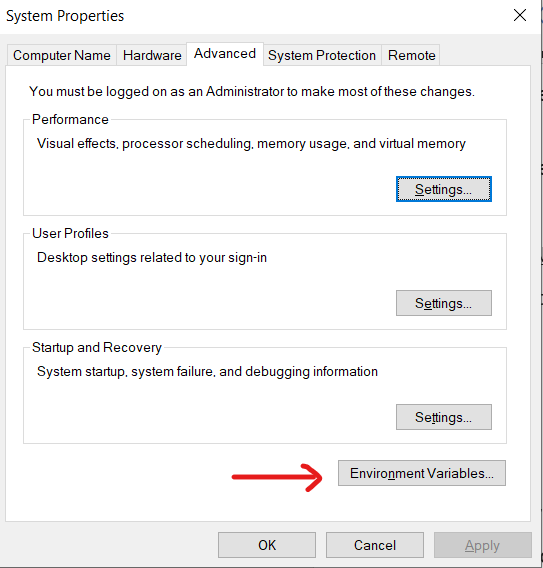 System Properties
Computer Name Hardware Advanced System Protection Remote
You must be logged on as an Administrator to make most of these changes.
Performance
Visual effects, processor scheduling, memory usage, and virtual memory
Settings...
User Profiles
Desktop settings related to your sign-in
Settings...
Startup and Recovery
System startup, system failure, and debugging information
Settings...
Environment Variables...
OK Cancel Apply